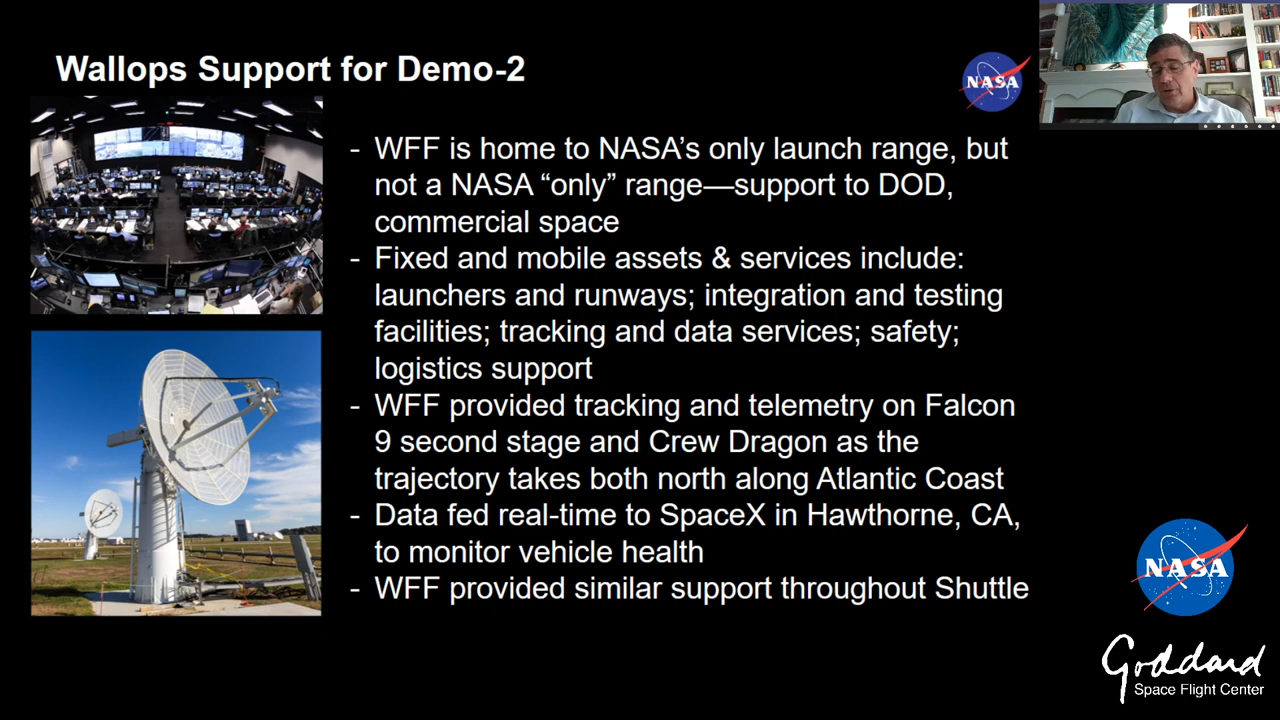 Wallops Support for Demo-2
NASA
- WFF is home to NASA’s only launch range, but
not a NASA “only” range—support to DOD,
commercial space
- Fixed and mobile assets & services include:
launchers and runways; integration and testing
facilities; tracking and data services; safety;
logistics support
- WFF provided tracking and telemetry on Falcon
9 second stage and Crew Dragon as the
trajectory takes both north along Atlantic Coast
- Data fed real-time to SpaceX in Hawthorne, CA,
to monitor vehicle health
- WFF provided similar support throughout Shuttle
NASA
Goddard
Space Flight Center